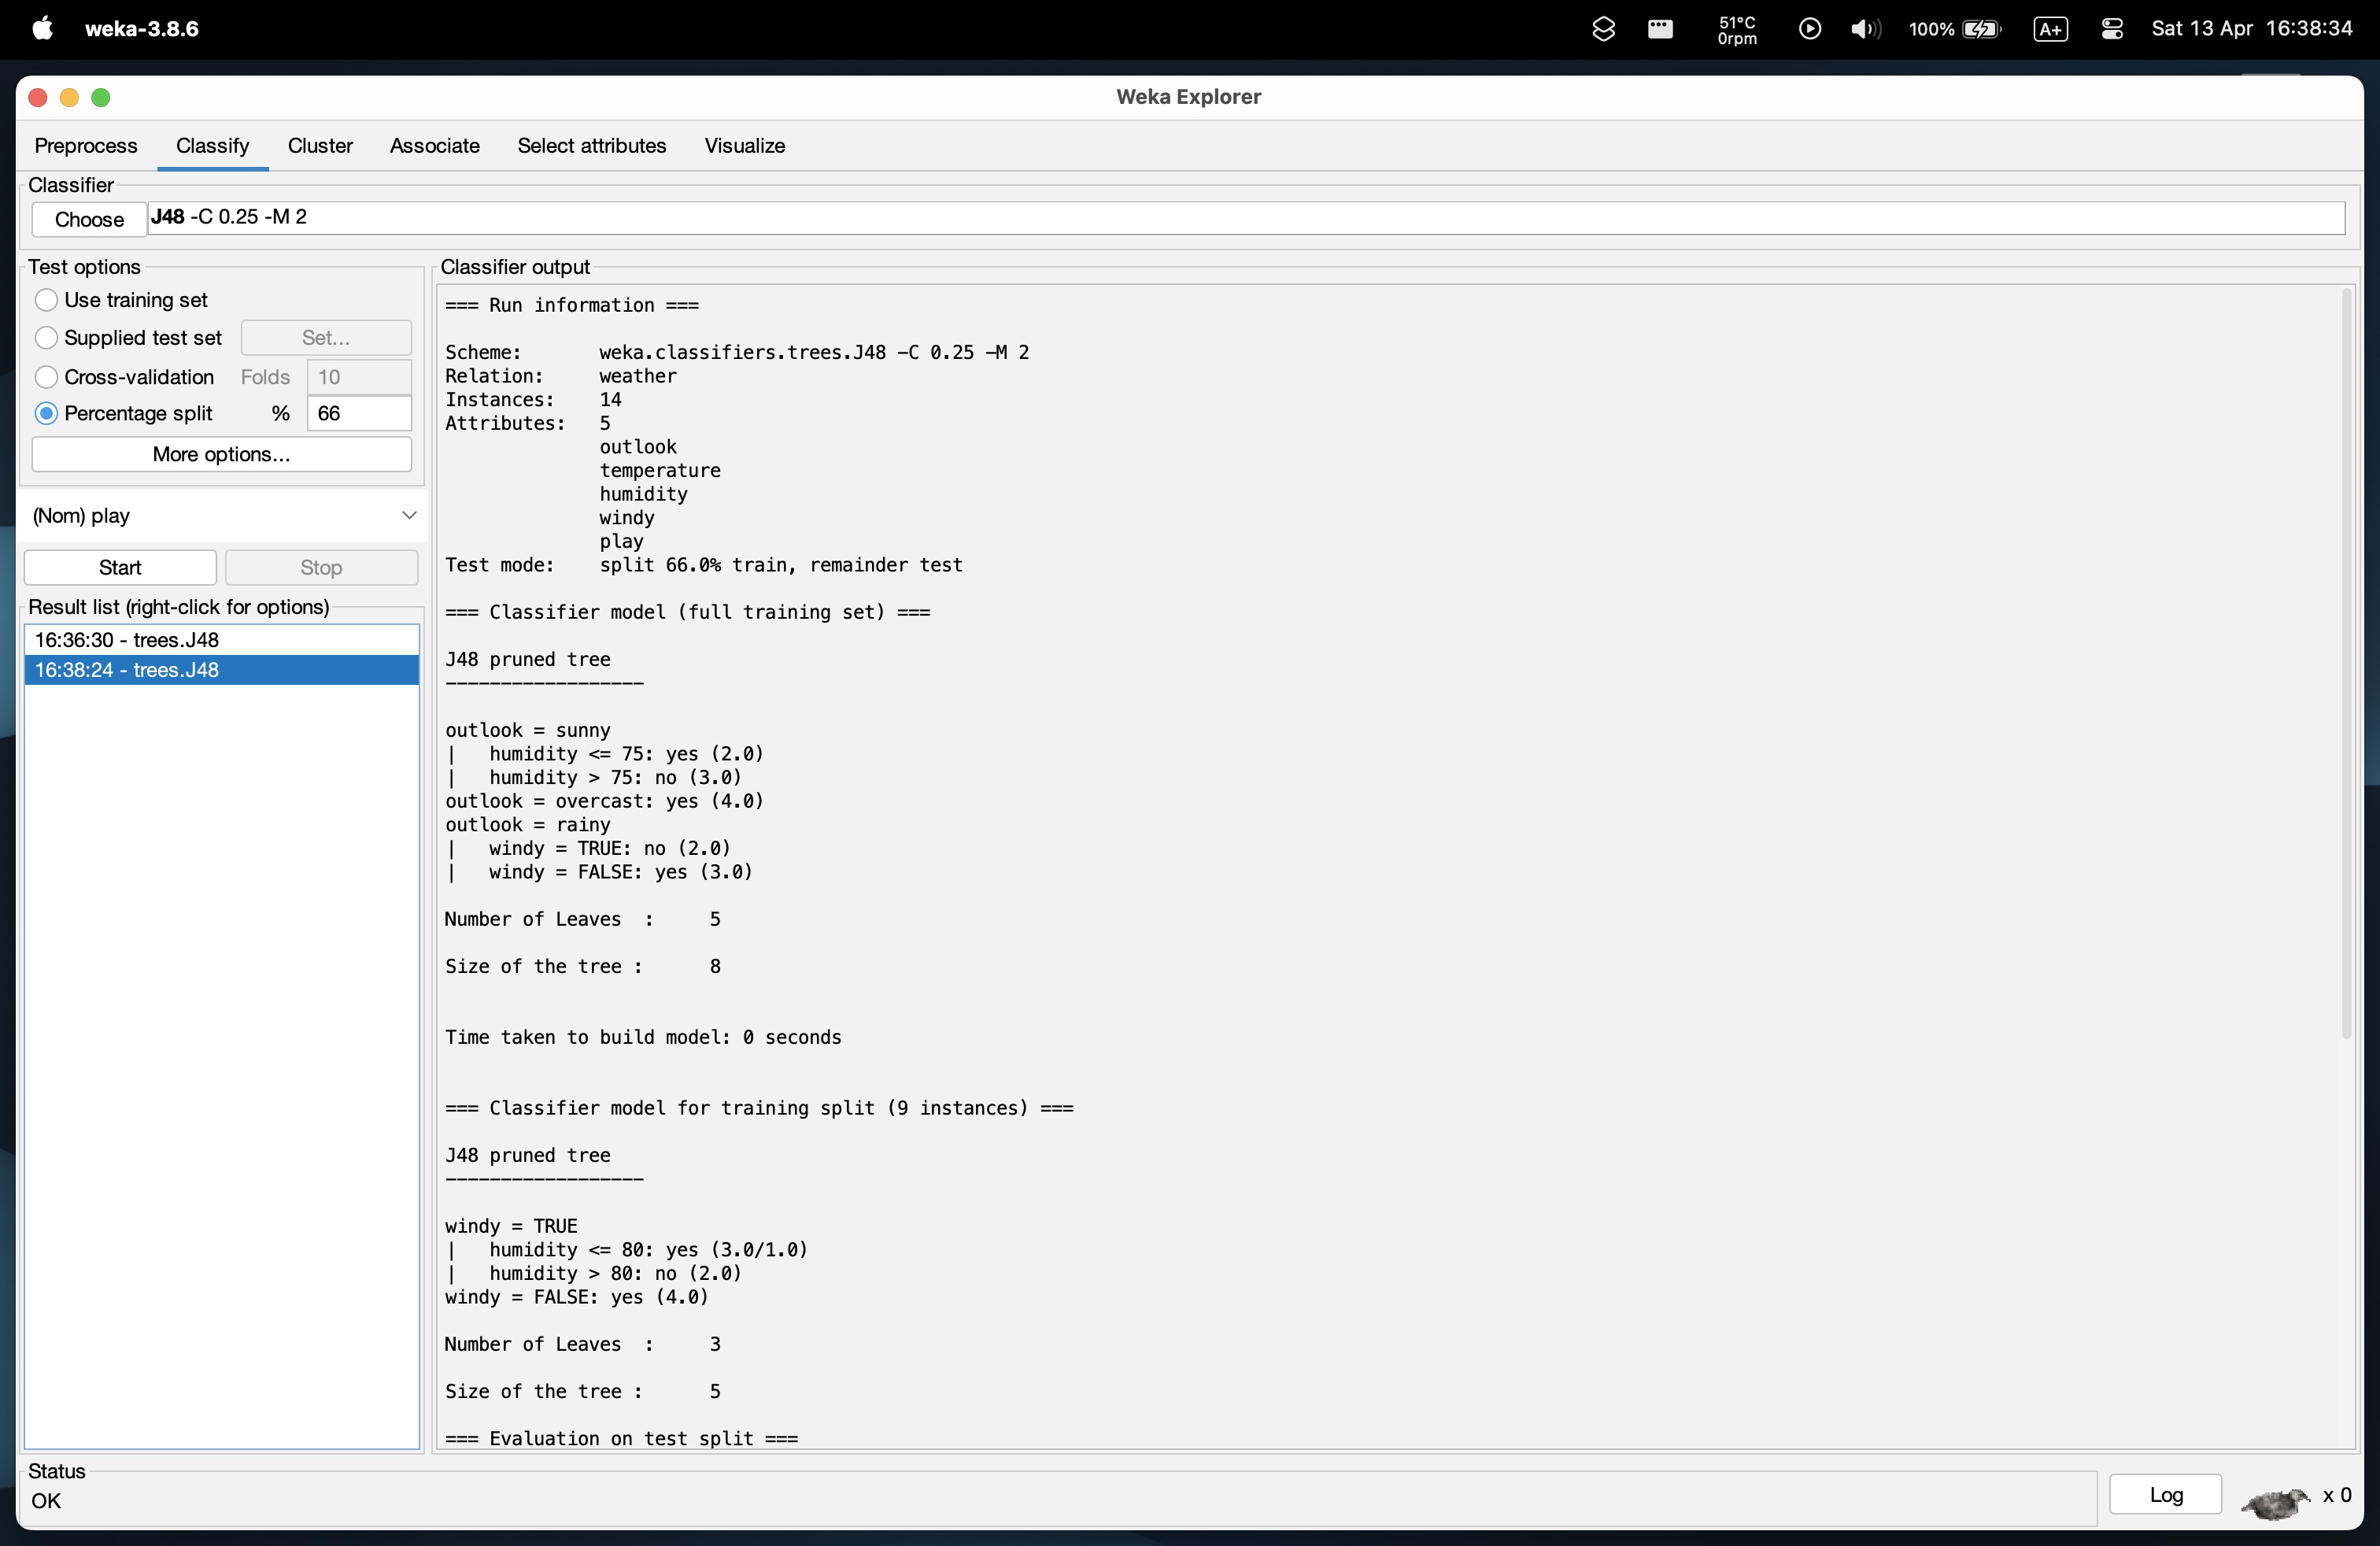 weka-3.8.6
51°C
0rpm
100%
A+
Sat 13 Apr 16:38:34
Weka Explorer
Preprocess Classify Cluster Associate Select attributes Visualize
Classifier
Choose J48 -C 0.25 -M 2
Test options
Use training set
Supplied test set Set...
Cross-validation Folds 10
Percentage split % 66
More options...
(Nom) play
Start Stop
Result list (right-click for options)
16:36:30 - trees.J48
16:38:24 - trees.J48
Classifier output
=== Run information ===
Scheme: weka.classifiers.trees.J48 -C 0.25 -M 2
Relation: weather
Instances: 14
Attributes: 5
outlook
temperature
humidity
windy
play
Test mode: split 66.0% train, remainder test
=== Classifier model (full training set) ===
J48 pruned tree
------------------
outlook = sunny
|   humidity <= 75: yes (2.0)
|   humidity > 75: no (3.0)
outlook = overcast: yes (4.0)
outlook = rainy
|   windy = TRUE: no (2.0)
|   windy = FALSE: yes (3.0)
Number of Leaves  : 5
Size of the tree : 8
Time taken to build model: 0 seconds
=== Classifier model for training split (9 instances) ===
J48 pruned tree
------------------
windy = TRUE
|   humidity <= 80: yes (3.0/1.0)
|   humidity > 80: no (2.0)
windy = FALSE: yes (4.0)
Number of Leaves  : 3
Size of the tree : 5
=== Evaluation on test split ===
Status
OK
Log
x 0